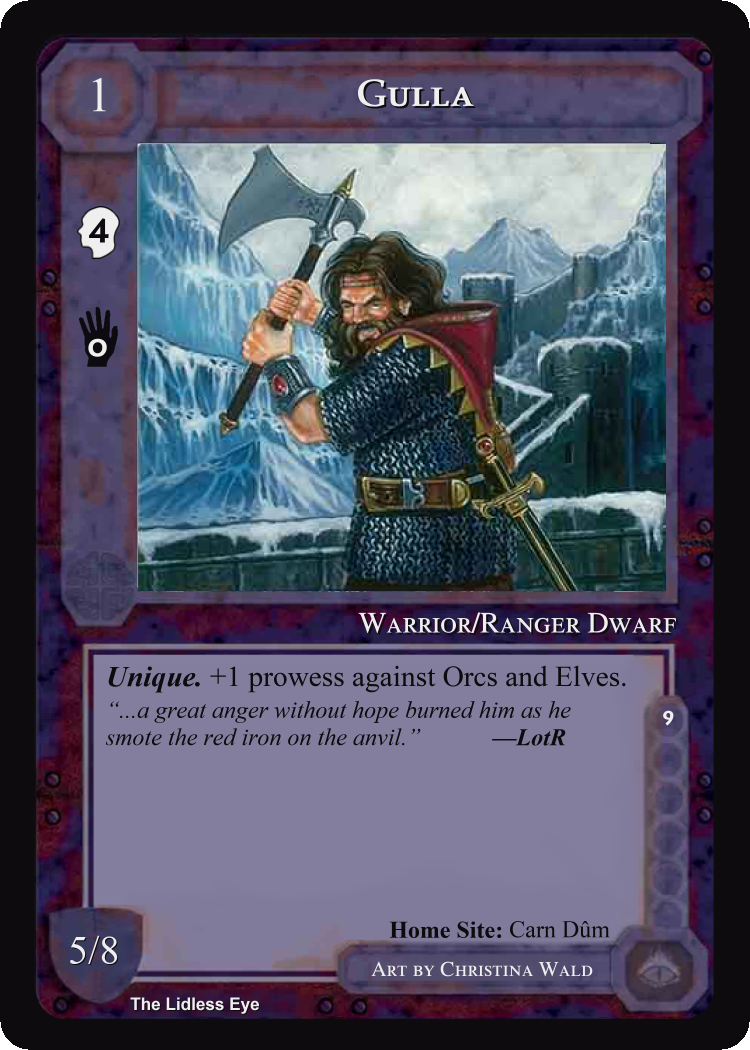 1
GULLA
4
0
WARRIOR/RANGER DWARF
Unique. +1 prowess against Orcs and Elves.
“...a great anger without hope burned him as he
smote the red iron on the anvil.” —LotR
9
Home Site: Carn Dûm
5/8
ART BY CHRISTINA WALD
The Lidless Eye